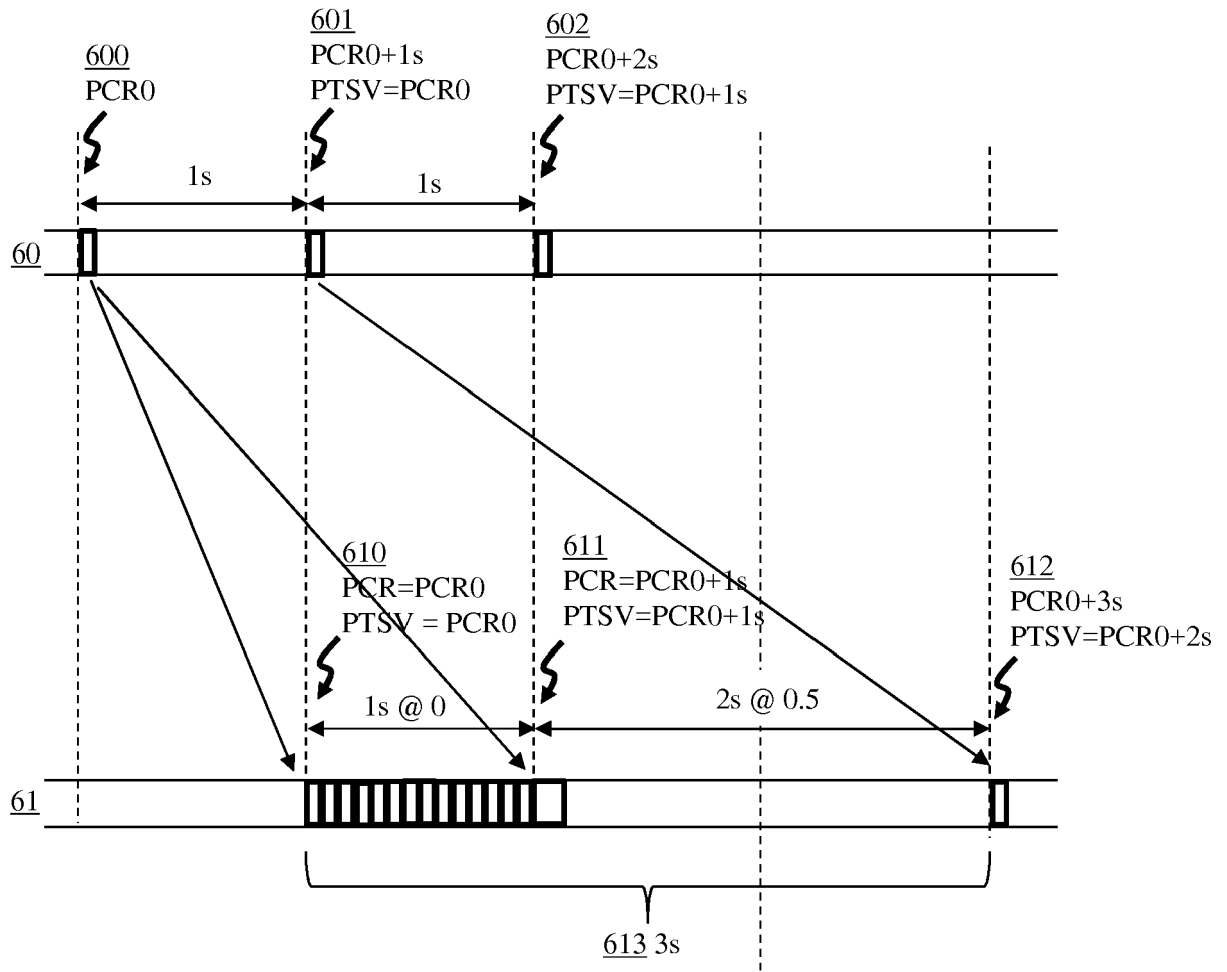 600
PCR0
601
PCR0+1s
PTSV=PCR0
602
PCR0+2s
PTSV=PCR0+1s
1s
1s
60
610
PCR=PCR0
PTSV = PCR0
611
PCR=PCR0+1s
PTSV=PCR0+1s
612
PCR0+3s
PTSV=PCR0+2s
1s @ 0
2s @ 0.5
61
613 3s